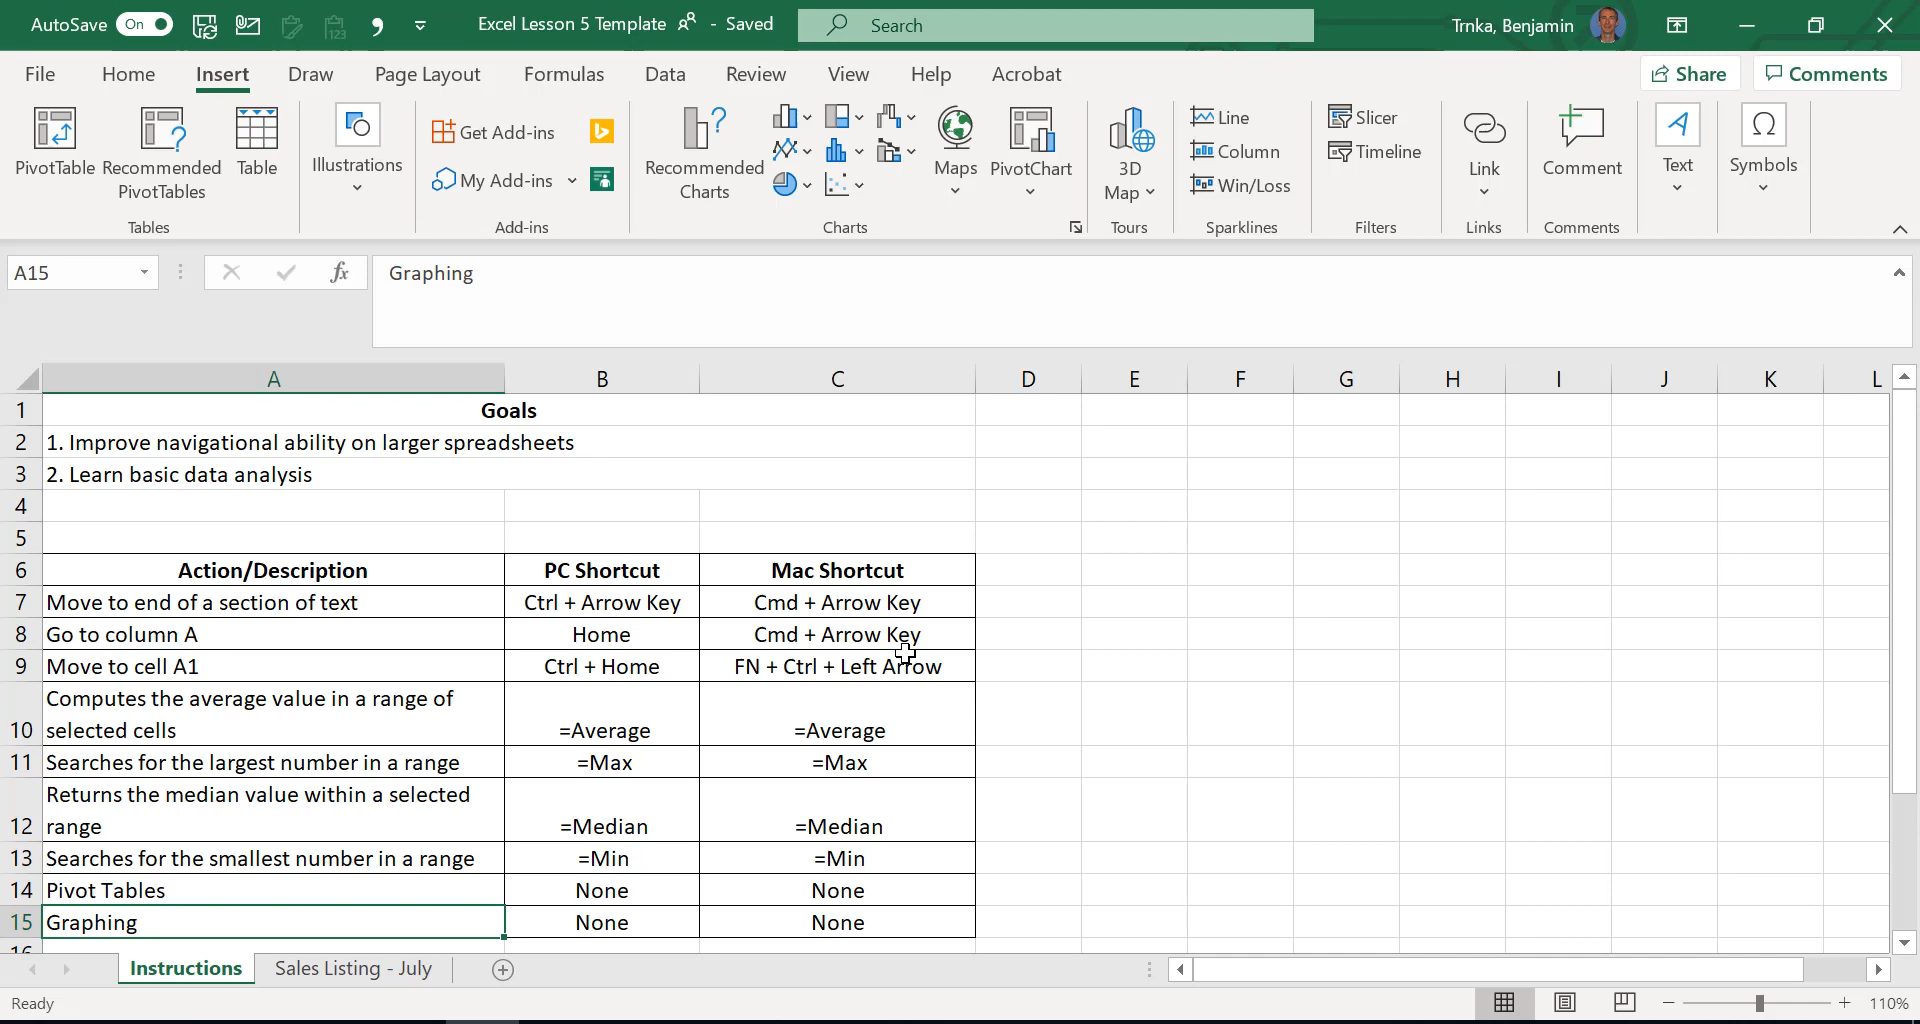 AutoSave On Excel Lesson 5 Template - Saved Search Trnka, Benjamin
File Home Insert Draw Page Layout Formulas Data Review View Help Acrobat Share Comments
PivotTable Recommended PivotTables Table Illustrations Get Add-ins My Add-ins Recommended Charts Maps PivotChart 3D Map Line Column Win/Loss Slicer Timeline Link Comment Text Symbols
Tables Add-ins Charts Tours Sparklines Filters Links Comments
A15 fx Graphing
A B C D E F G H I J K L
1 Goals
2 1. Improve navigational ability on larger spreadsheets
3 2. Learn basic data analysis
4
5
6 Action/Description PC Shortcut Mac Shortcut
7 Move to end of a section of text Ctrl + Arrow Key Cmd + Arrow Key
8 Go to column A Home Cmd + Arrow Key
9 Move to cell A1 Ctrl + Home FN + Ctrl + Left Arrow
Computes the average value in a range of
10 selected cells =Average =Average
11 Searches for the largest number in a range =Max =Max
Returns the median value within a selected
12 range =Median =Median
13 Searches for the smallest number in a range =Min =Min
14 Pivot Tables None None
15 Graphing None None
16
Instructions Sales Listing - July
Ready 110%